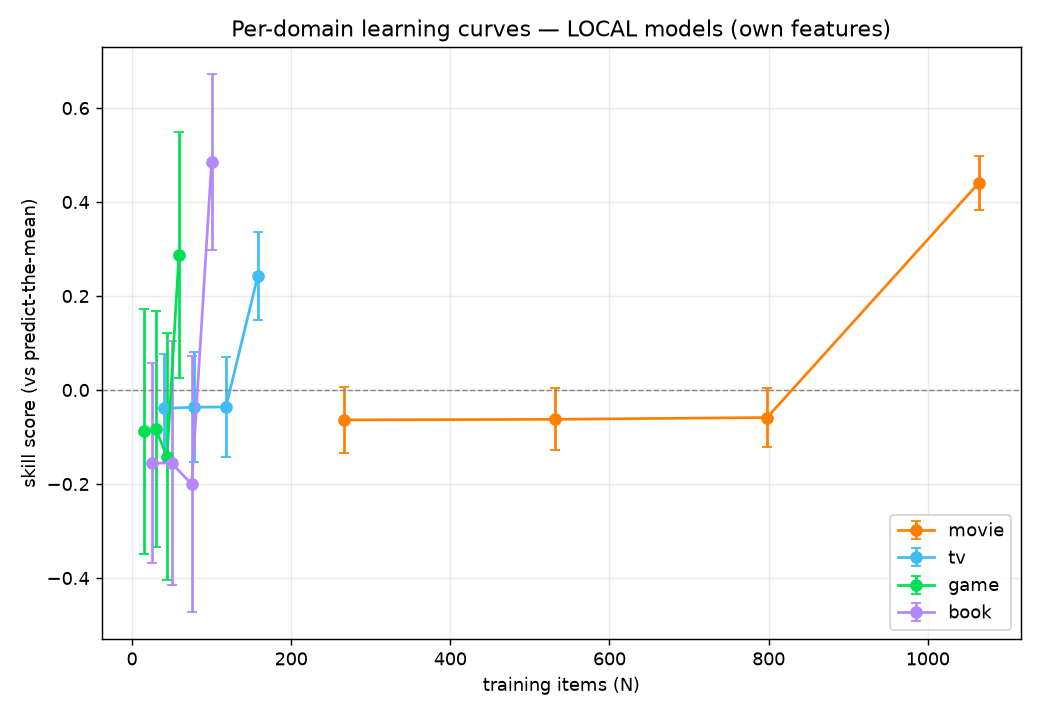 Per-domain learning curves — LOCAL models (own features)
skill score (vs predict-the-mean)
0.6
0.4
0.2
0.0
−0.2
−0.4
0 200 400 600 800 1000
training items (N)
movie
tv
game
book